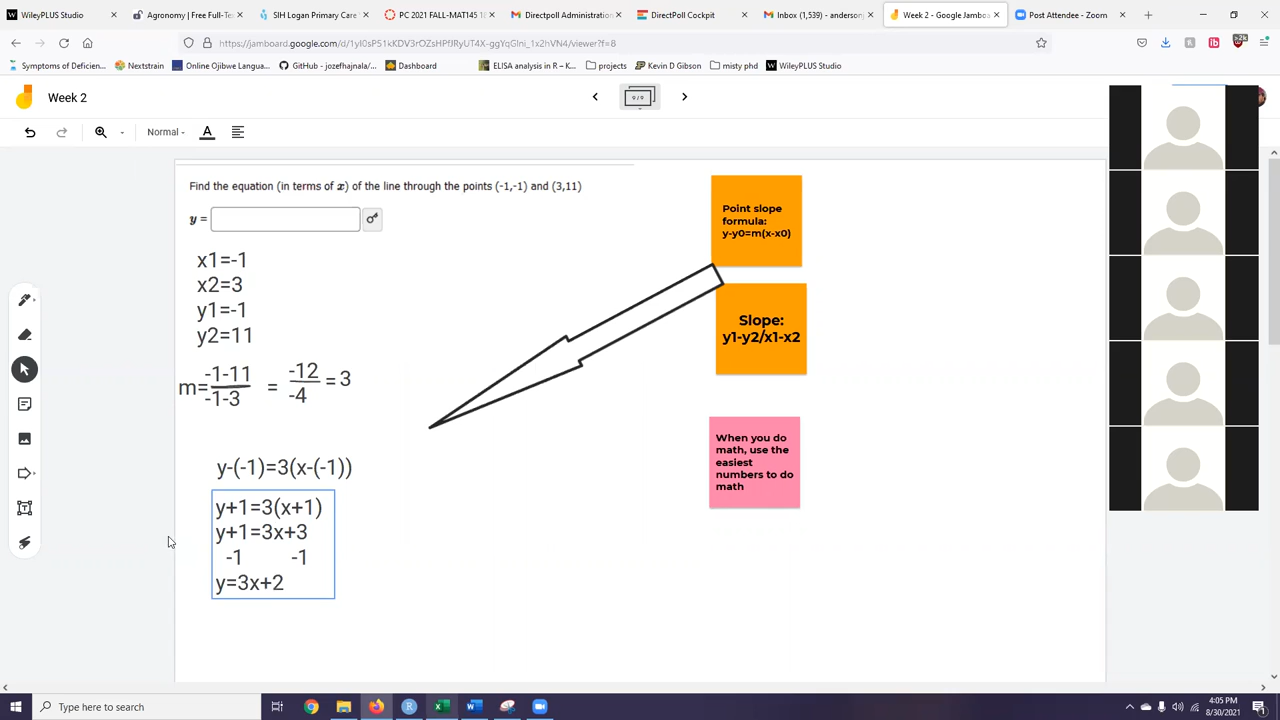 WileyPLUS Studio
Agronomy | Free Full-Te
SIH Logan Primary Care
PC 2021 FALL-MAT145 18
Directpoll Administration
DirectPoll Cockpit
Inbox (1,539) - andersonj
Week 2 - Google Jamboa
Post Attendee - Zoom
https://jamboard.google.com
viewer?f=8
Symptoms of Deficien...
Nextstrain
Online Ojibwe Langua...
GitHub - jozefhajnala/...
Dashboard
ELISA analysis in R – K...
projects
Kevin D Gibson
misty phd
WileyPLUS Studio
Week 2
9 / 9
Normal
A
Find the equation (in terms of x) of the line through the points (-1,-1) and (3,11)
y =
x1=-1
x2=3
y1=-1
y2=11
m= -1-11 = -12 = 3
-1-3 -4
y-(-1)=3(x-(-1))
y+1=3(x+1)
y+1=3x+3
-1 -1
y=3x+2
Point slope
formula:
y-y0=m(x-x0)
Slope:
y1-y2/x1-x2
When you do
math, use the
easiest
numbers to do
math
Type here to search
4:05 PM
8/30/2021